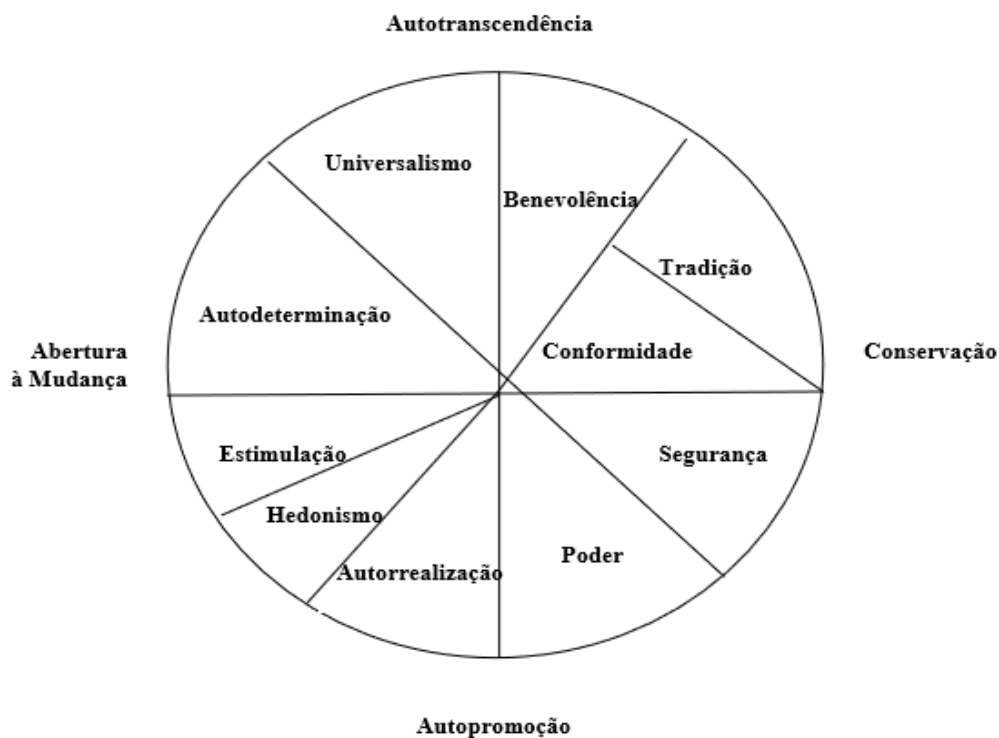 Autotranscendência
Universalismo
Benevolência
Tradição
Autodeterminação
Abertura
à Mudança
Conformidade
Conservação
Estimulação
Segurança
Hedonismo
Poder
Autorrealização
Autopromoção